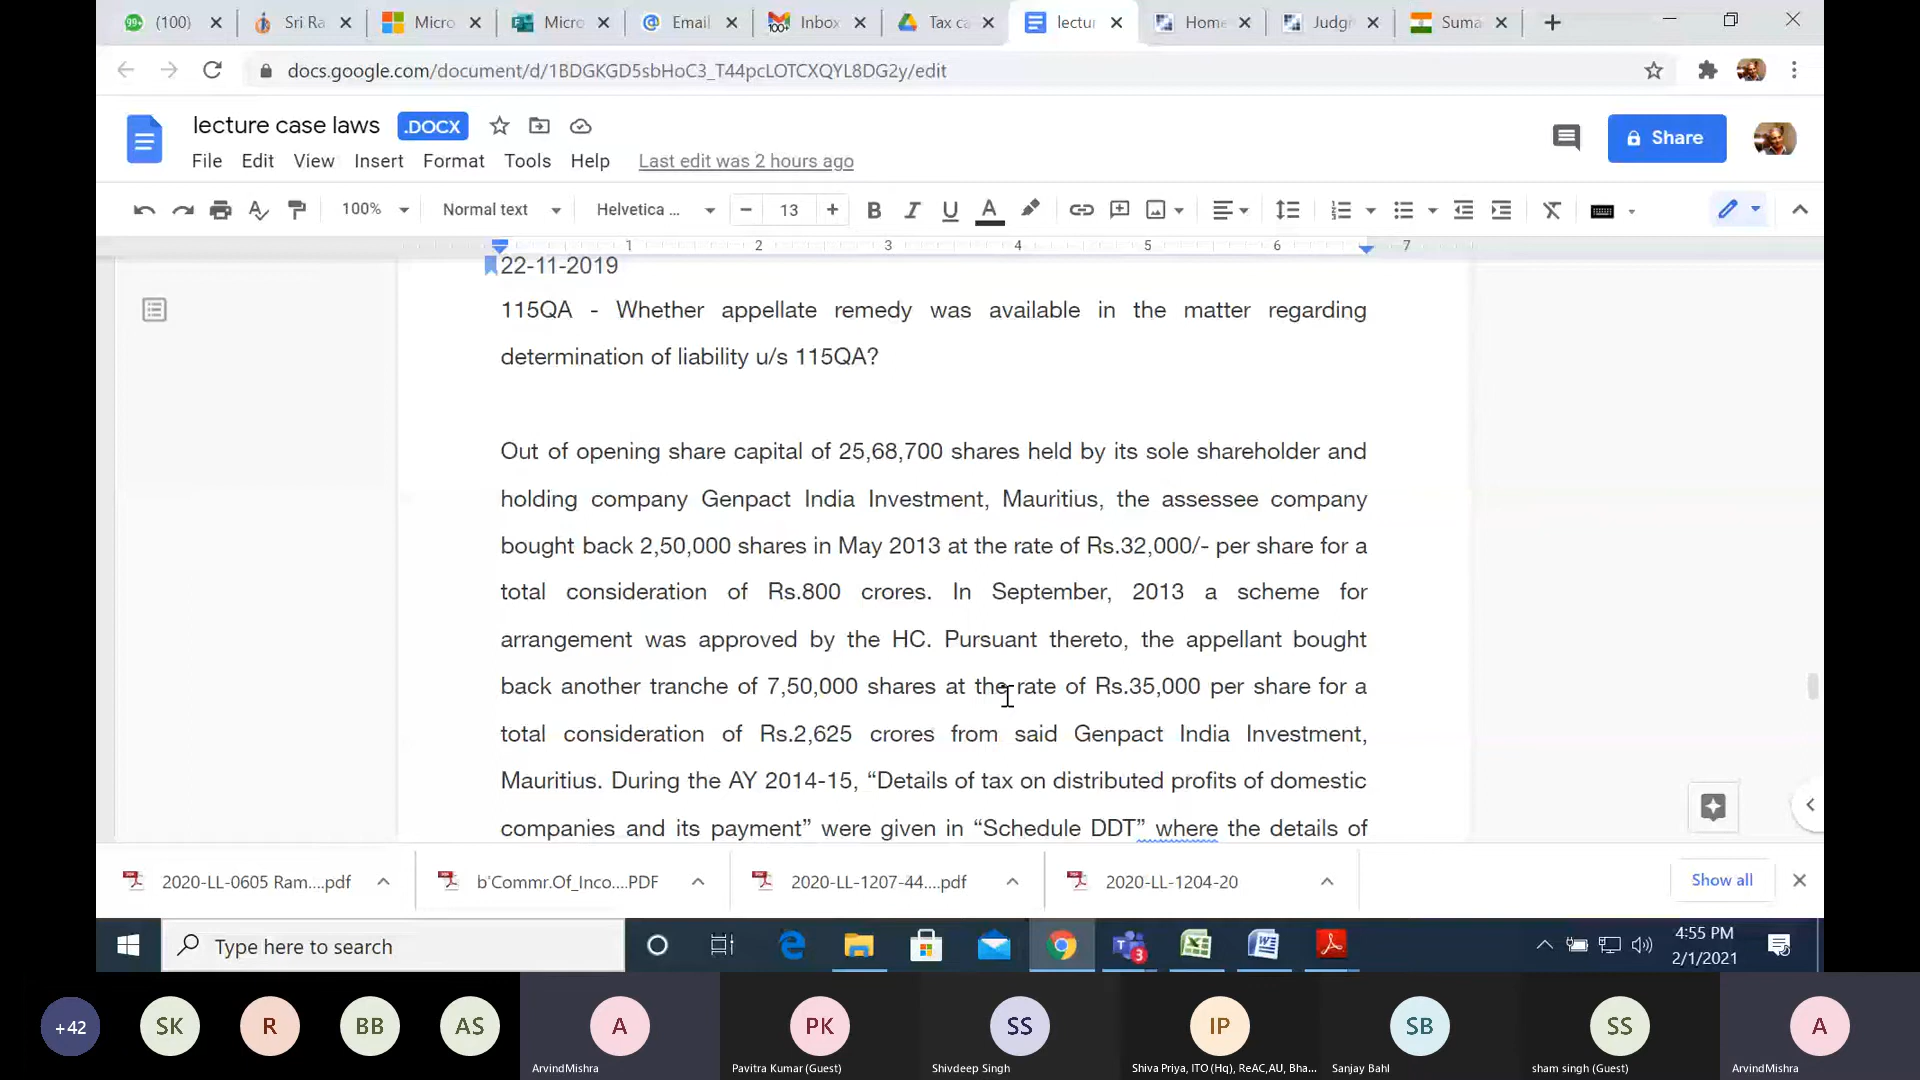 99+ (100)
Sri Ra
Micro
Micro
Email
100+ Inbox
Tax ca
lectur
Home
Judgr
Suma
docs.google.com/document/d/1BDGKGD5sbHoC3_T44pcLOTCXQYL8DG2y/edit
lecture case laws .DOCX
Share
File Edit View Insert Format Tools Help Last edit was 2 hours ago
100% Normal text Helvetica ... 13 B I U A
1 2 3 4 5 6 7
22-11-2019
115QA - Whether appellate remedy was available in the matter regarding
determination of liability u/s 115QA?
Out of opening share capital of 25,68,700 shares held by its sole shareholder and
holding company Genpact India Investment, Mauritius, the assessee company
bought back 2,50,000 shares in May 2013 at the rate of Rs.32,000/- per share for a
total consideration of Rs.800 crores. In September, 2013 a scheme for
arrangement was approved by the HC. Pursuant thereto, the appellant bought
back another tranche of 7,50,000 shares at the rate of Rs.35,000 per share for a
total consideration of Rs.2,625 crores from said Genpact India Investment,
Mauritius. During the AY 2014-15, “Details of tax on distributed profits of domestic
companies and its payment” were given in “Schedule DDT” where the details of
2020-LL-0605 Ram....pdf
b'Commr.Of_Inco....PDF
2020-LL-1207-44....pdf
2020-LL-1204-20
Show all
Type here to search
3
4:55 PM
2/1/2021
+42 SK R BB AS A PK SS IP SB SS A
ArvindMishra
Pavitra Kumar (Guest)
Shivdeep Singh
Shiva Priya, ITO (Hq), ReAC,AU, Bha...
Sanjay Bahl
sham singh (Guest)
ArvindMishra